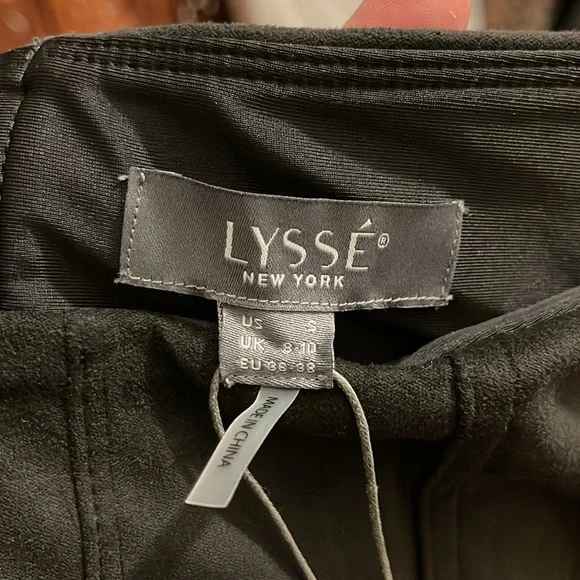 LYSSÉ®
NEW YORK
US S
UK 8-10
EU 36-38
MADE IN CHINA